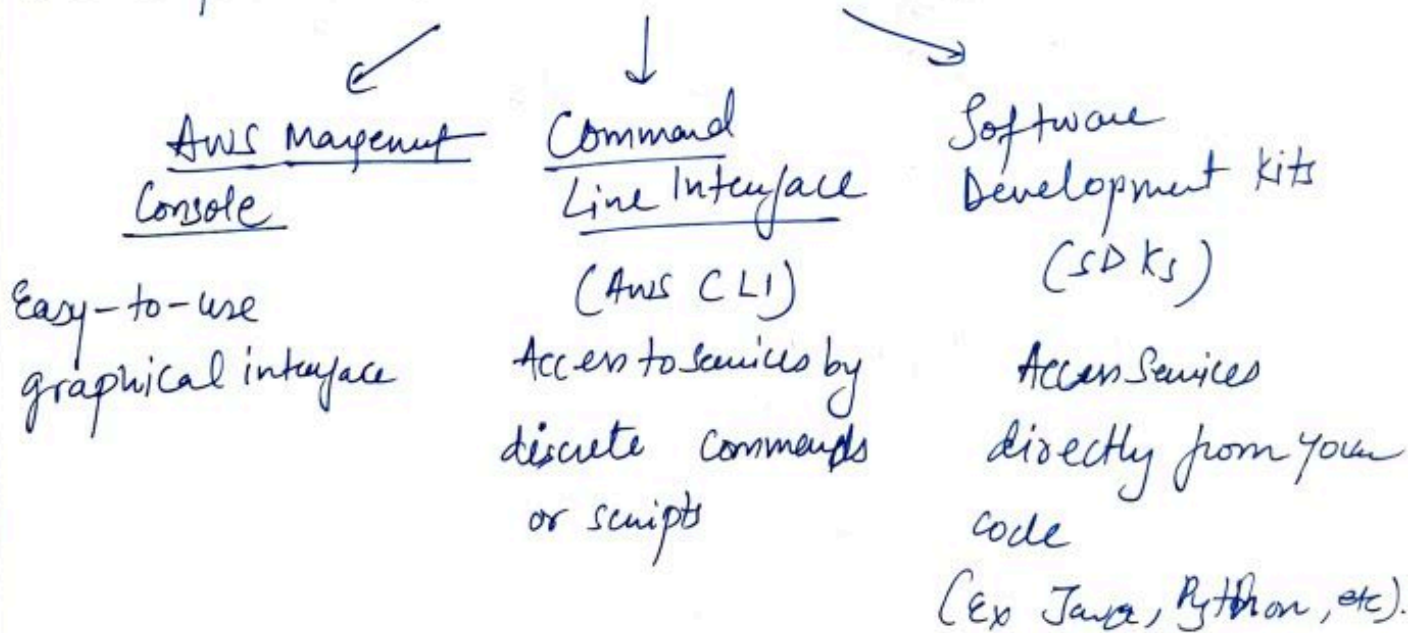 AWS Management
Console
Easy-to-use
graphical interface
Command
Line Interface
(AWS CLI)
Access to services by
discrete commands
or scripts
Software
Development Kits
(SDKs)
Access Services
directly from your
code
(Ex Java, Python, etc).